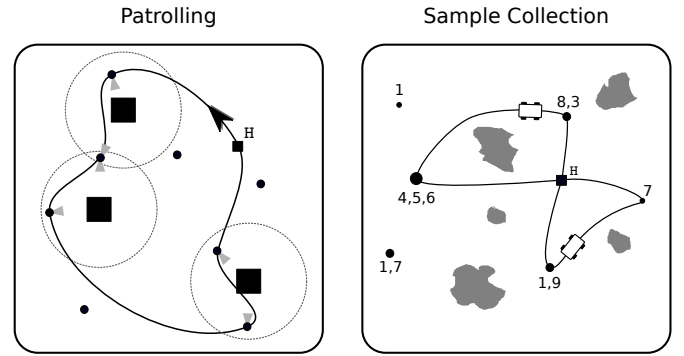 Patrolling
Sample Collection
H
1
8,3
H
4,5,6
7
1,7
1,9